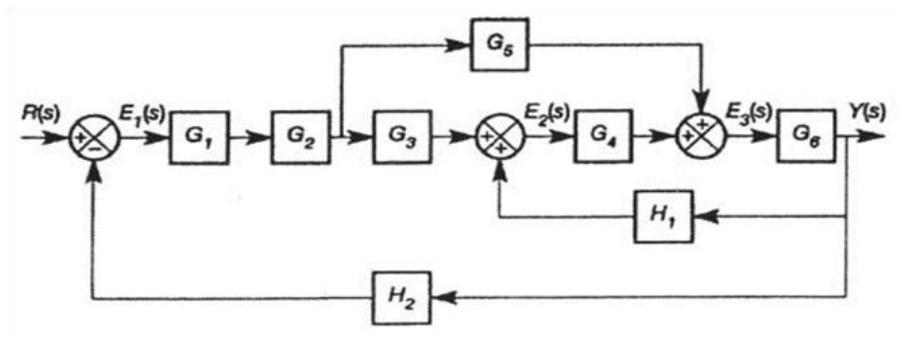 G5
R(s) E1(s) G1 G2 G3 E2(s) G4 E3(s) G6 Y(s)
+ − + + + +
H1
H2